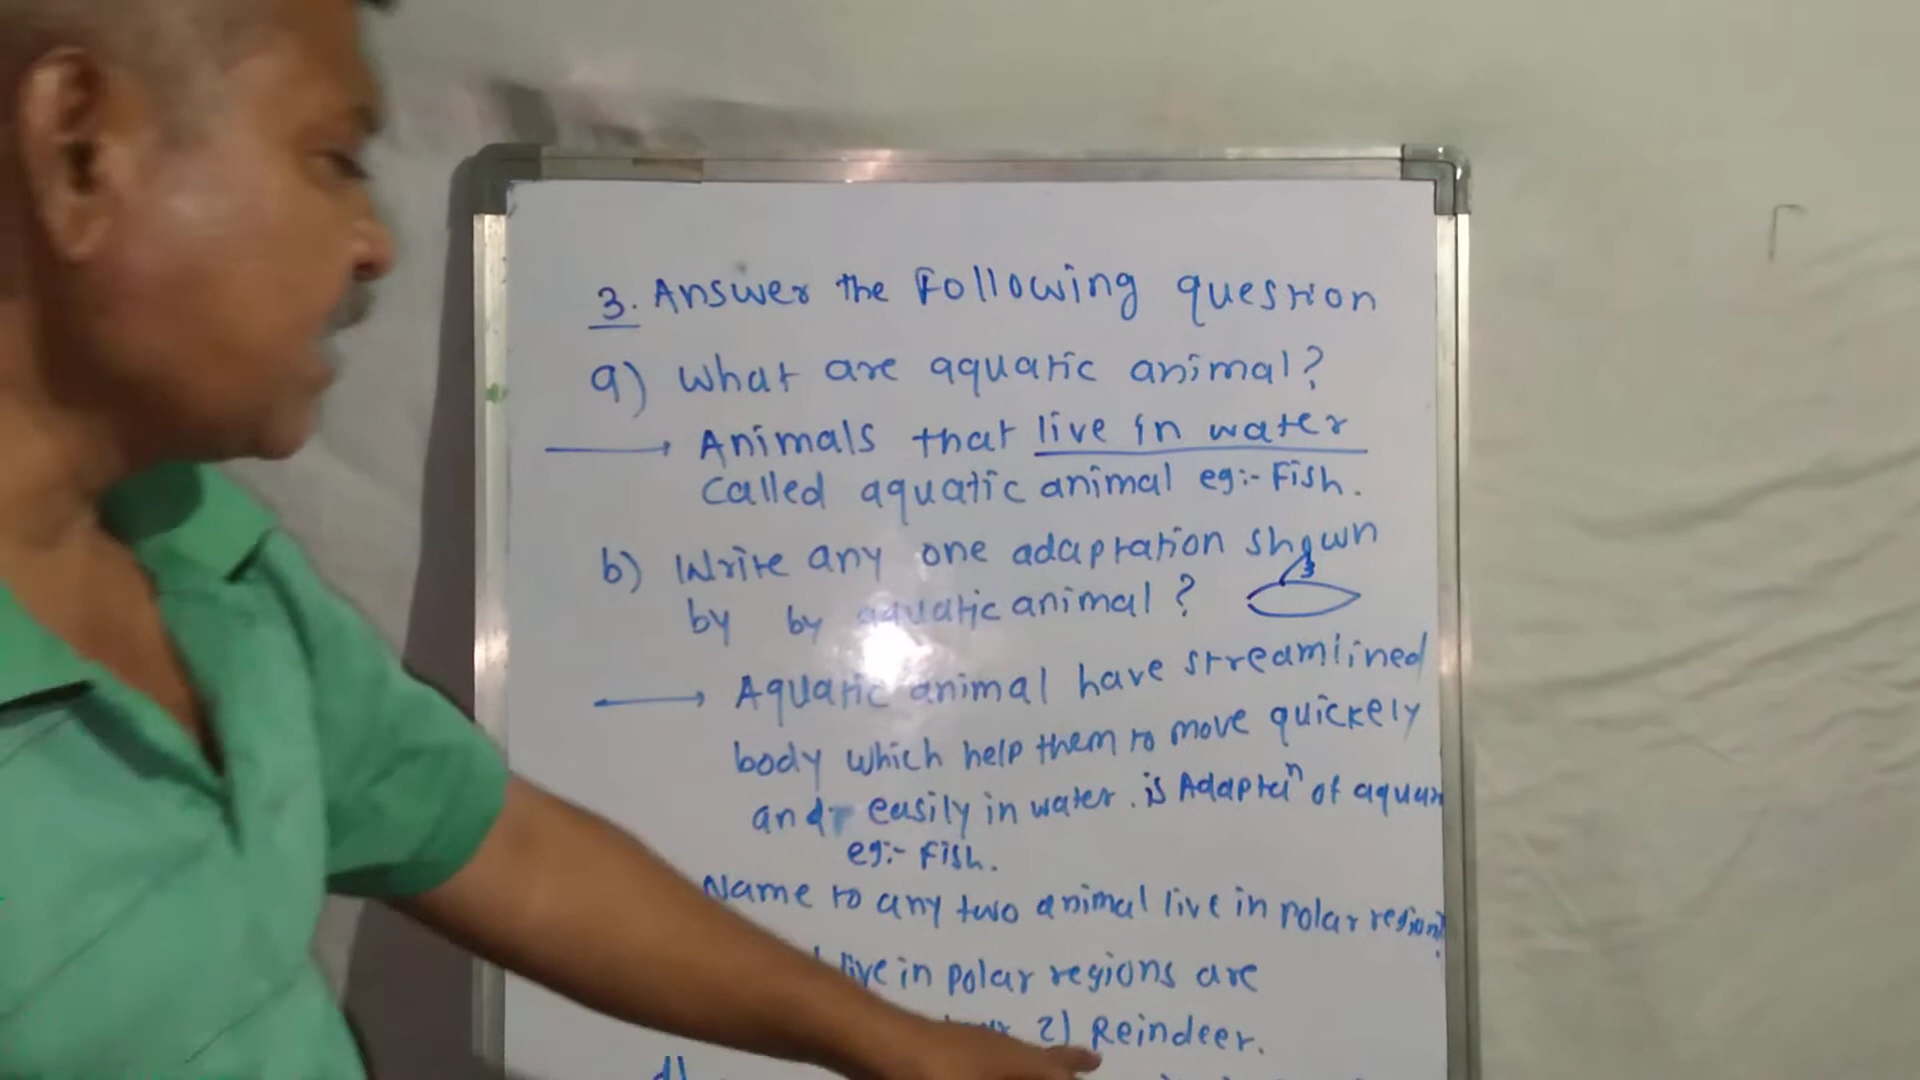 3. Answer the Following question
a) What are aquatic animal?
Animals that live in water
Called aquatic animal eg:- Fish.
b) Write any one adaptation shown
by by aquatic animal?
Aquatic animal have streamlined
body which help them to move quickely
and easily in water. is Adaptaⁿ of
eg:- Fish.
Name to any two animal live in polar region?
live in polar regions are
2) Reindeer.
d)